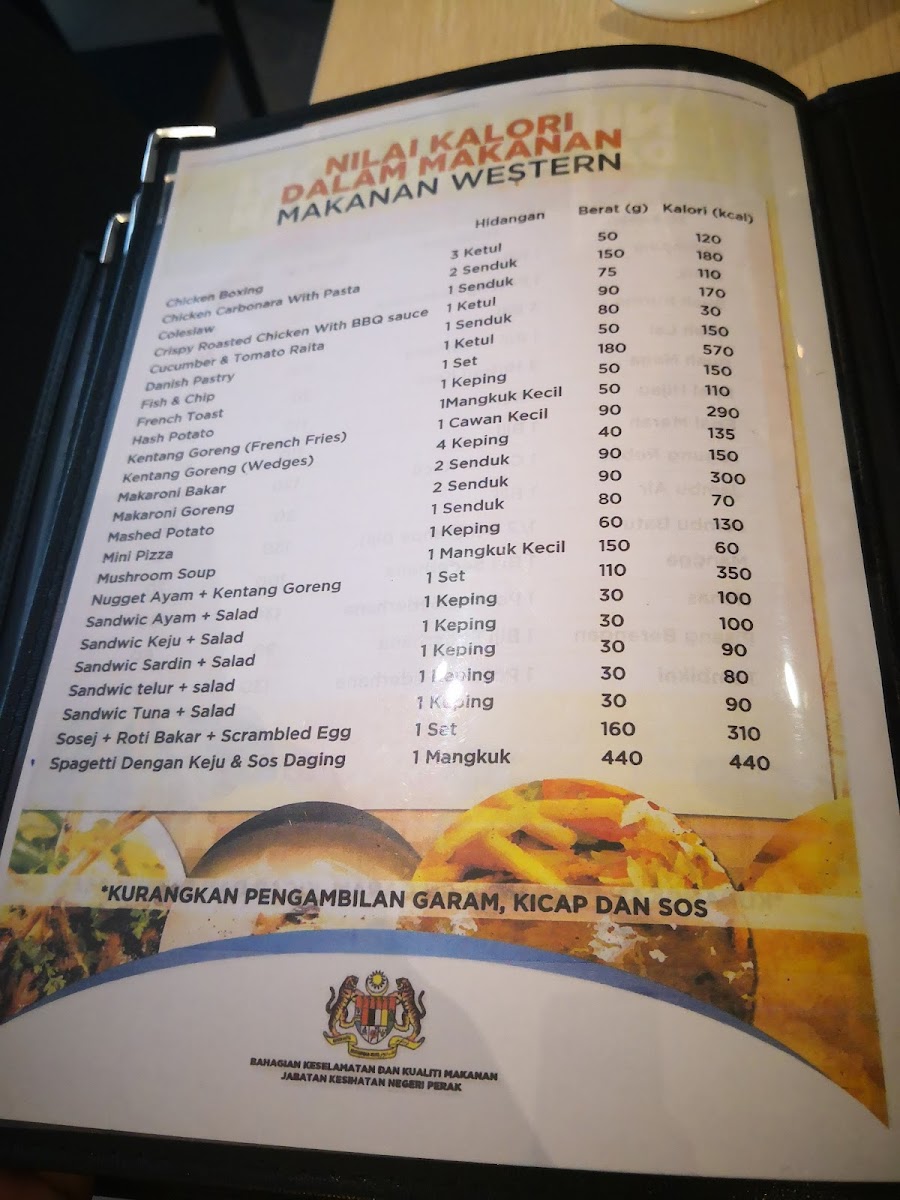 NILAI KALORI
DALAM MAKANAN
MAKANAN WESTERN
Hidangan Berat (g) Kalori (kcal)
Chicken Boxing 3 Ketul 50 120
Chicken Carbonara With Pasta 2 Senduk 150 180
Coleslaw 1 Senduk 75 110
Crispy Roasted Chicken With BBQ sauce 1 Ketul 90 170
Cucumber & Tomato Raita 1 Senduk 80 30
Danish Pastry 1 Ketul 50 150
Fish & Chip 1 Set 180 570
French Toast 1 Keping 50 150
Hash Potato 1Mangkuk Kecil 50 110
Kentang Goreng (French Fries) 1 Cawan Kecil 90 290
Kentang Goreng (Wedges) 4 Keping 40 135
Makaroni Bakar 2 Senduk 90 150
Makaroni Goreng 2 Senduk 90 300
Mashed Potato 1 Senduk 80 70
Mini Pizza 1 Keping 60 130
Mushroom Soup 1 Mangkuk Kecil 150 60
Nugget Ayam + Kentang Goreng 1 Set 110 350
Sandwic Ayam + Salad 1 Keping 30 100
Sandwic Keju + Salad 1 Keping 30 100
Sandwic Sardin + Salad 1 Keping 30 90
Sandwic telur + salad 1 Keping 30 80
Sandwic Tuna + Salad 1 Keping 30 90
Sosej + Roti Bakar + Scrambled Egg 1 Set 160 310
Spagetti Dengan Keju & Sos Daging 1 Mangkuk 440 440
*KURANGKAN PENGAMBILAN GARAM, KICAP DAN SOS
BAHAGIAN KESELAMATAN DAN KUALITI MAKANAN
JABATAN KESIHATAN NEGERI PERAK